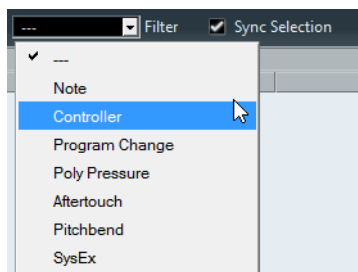 --- Filter Sync Selection
---
Note
Controller
Program Change
Poly Pressure
Aftertouch
Pitchbend
SysEx